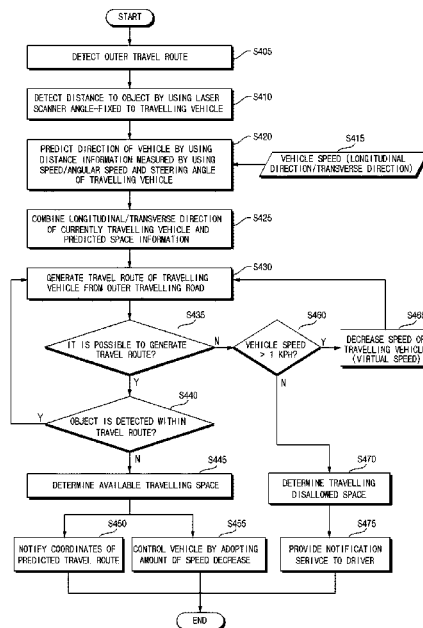 START
S405
DETECT OUTER TRAVEL ROUTE
S410
DETECT DISTANCE TO OBJECT BY USING LASER
SCANNER ANGLE-FIXED TO TRAVELLING VEHICLE
S420
PREDICT DIRECTION OF VEHICLE BY USING
DISTANCE INFORMATION MEASURED BY USING
SPEED/ANGULAR SPEED AND STEERING ANGLE
OF TRAVELLING VEHICLE
S415
VEHICLE SPEED (LONGITUDINAL
DIRECTION/TRANSVERSE DIRECTION)
S425
COMBINE LONGITUDINAL/TRANSVERSE DIRECTION
OF CURRENTLY TRAVELLING VEHICLE AND
PREDICTED SPACE INFORMATION
S430
GENERATE TRAVEL ROUTE OF TRAVELLING
VEHICLE FROM OUTER TRAVELLING ROAD
S435
IT IS POSSIBLE TO GENERATE
TRAVEL ROUTE?
N
Y
S460
VEHICLE SPEED
> 1 KPH?
Y
N
S465
DECREASE SPEED OF
TRAVELLING VEHICLE
(VIRTUAL SPEED)
S440
OBJECT IS DETECTED WITHIN
TRAVEL ROUTE?
Y
N
S445
DETERMINE AVAILABLE TRAVELLING SPACE
S470
DETERMINE TRAVELLING
DISALLOWED SPACE
S450
NOTIFY COORDINATES OF
PREDICTED TRAVEL ROUTE
S455
CONTROL VEHICLE BY ADOPTING
AMOUNT OF SPEED DECREASE
S475
PROVIDE NOTIFICATION
SERIVCE TO DRIVER
END